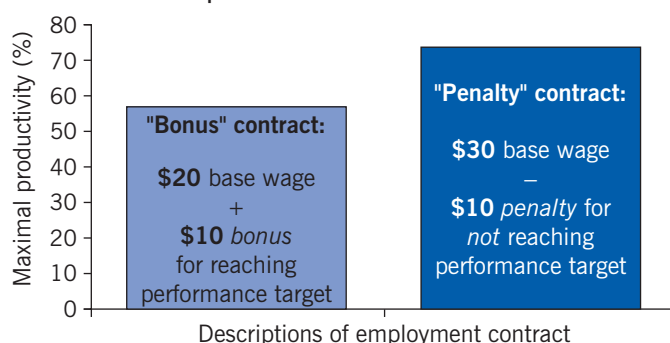 80
70
60
50
40
30
20
10
0
Maximal productivity (%)
"Bonus" contract:
$20 base wage
+
$10 bonus
for reaching
performance target
"Penalty" contract:
$30 base wage
–
$10 penalty for
not reaching
performance target
Descriptions of employment contract